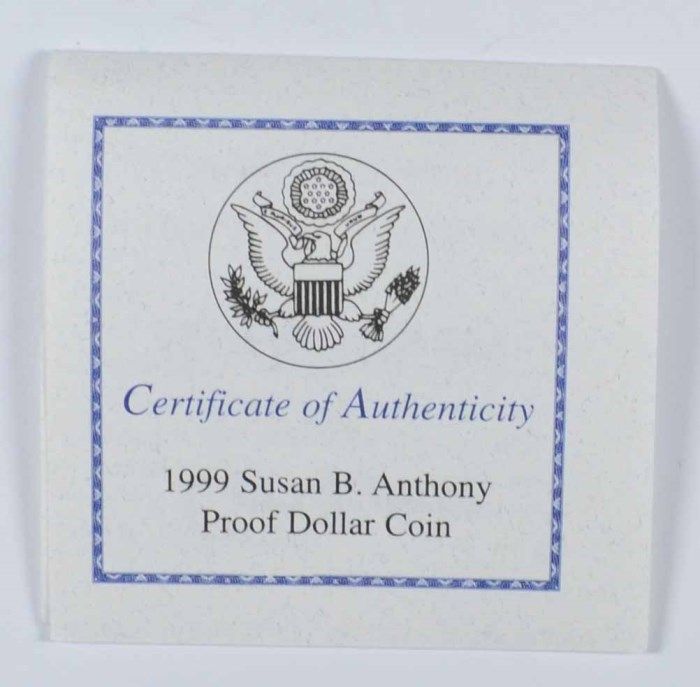 Certificate of Authenticity
1999 Susan B. Anthony
Proof Dollar Coin